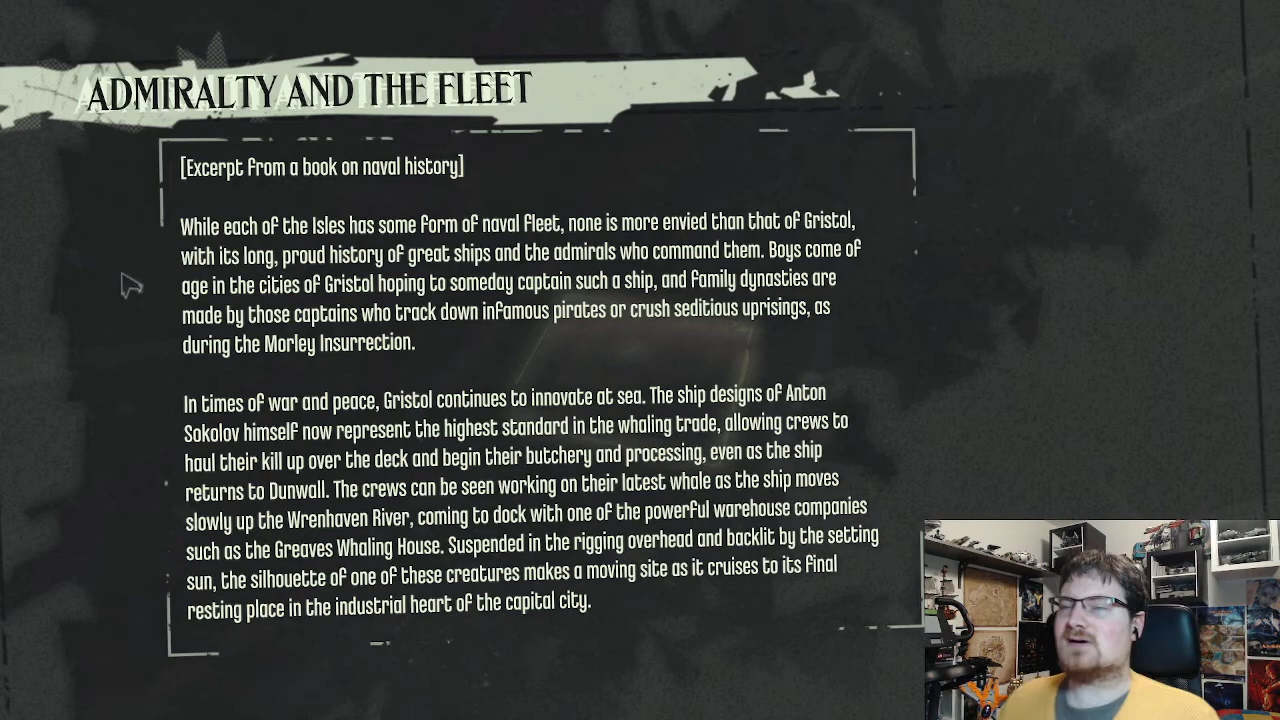 ADMIRALTY AND THE FLEET
[Excerpt from a book on naval history]
While each of the Isles has some form of naval fleet, none is more envied than that of Gristol,
with its long, proud history of great ships and the admirals who command them. Boys come of
age in the cities of Gristol hoping to someday captain such a ship, and family dynasties are
made by those captains who track down infamous pirates or crush seditious uprisings, as
during the Morley Insurrection.
In times of war and peace, Gristol continues to innovate at sea. The ship designs of Anton
Sokolov himself now represent the highest standard in the whaling trade, allowing crews to
haul their kill up over the deck and begin their butchery and processing, even as the ship
returns to Dunwall. The crews can be seen working on their latest whale as the ship moves
slowly up the Wrenhaven River, coming to dock with one of the powerful warehouse companies
such as the Greaves Whaling House. Suspended in the rigging overhead and backlit by the setting
sun, the silhouette of one of these creatures makes a moving site as it cruises to its final
resting place in the industrial heart of the capital city.